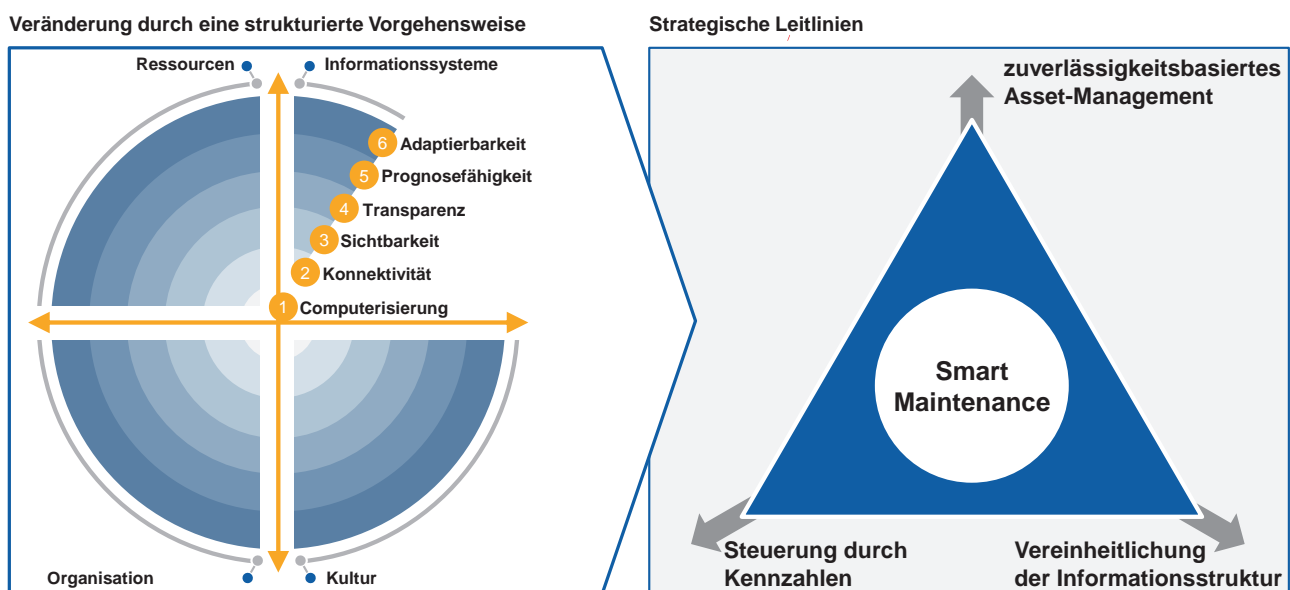 Veränderung durch eine strukturierte Vorgehensweise
Ressourcen
Informationssysteme
6 Adaptierbarkeit
5 Prognosefähigkeit
4 Transparenz
3 Sichtbarkeit
2 Konnektivität
1 Computerisierung
Organisation
Kultur
Strategische Leitlinien
zuverlässigkeitsbasiertes
Asset-Management
Smart
Maintenance
Steuerung durch
Kennzahlen
Vereinheitlichung
der Informationsstruktur